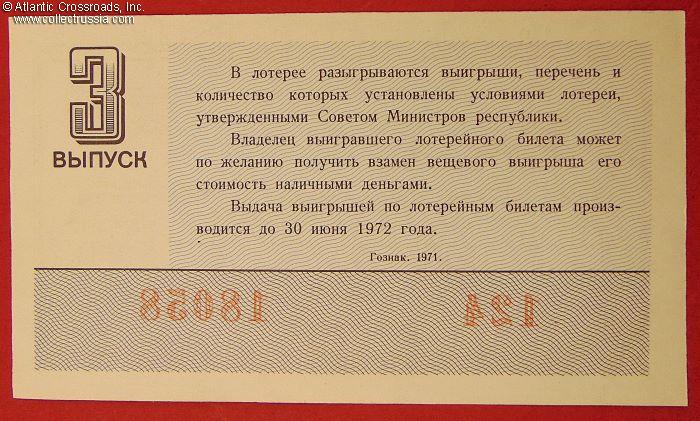 © Atlantic Crossroads, Inc.
www.collectrussia.com
3
ВЫПУСК
В лотерее разыгрываются выигрыши, перечень и
количество которых установлены условиями лотереи,
утвержденными Советом Министров республики.
Владелец выигравшего лотерейного билета может
по желанию получить взамен вещевого выигрыша его
стоимость наличными деньгами.
Выдача выигрышей по лотерейным билетам произ-
водится до 30 июня 1972 года.
Гознак. 1971.
18058 124